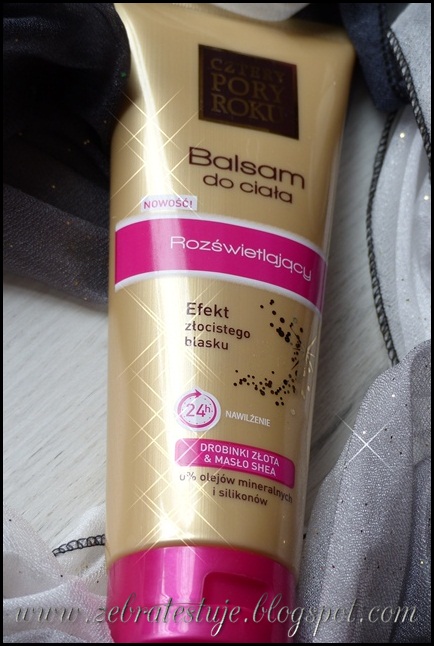 CZTERY
PORY
ROKU
Balsam
do ciała
NOWOŚĆ!
Rozświetlający
Efekt
złocistego
blasku
24h
NAWILŻENIE
DROBINKI ZŁOTA
& MASŁO SHEA
0% olejów mineralnych
i silikonów
www.zebratestuje.blogspot.com